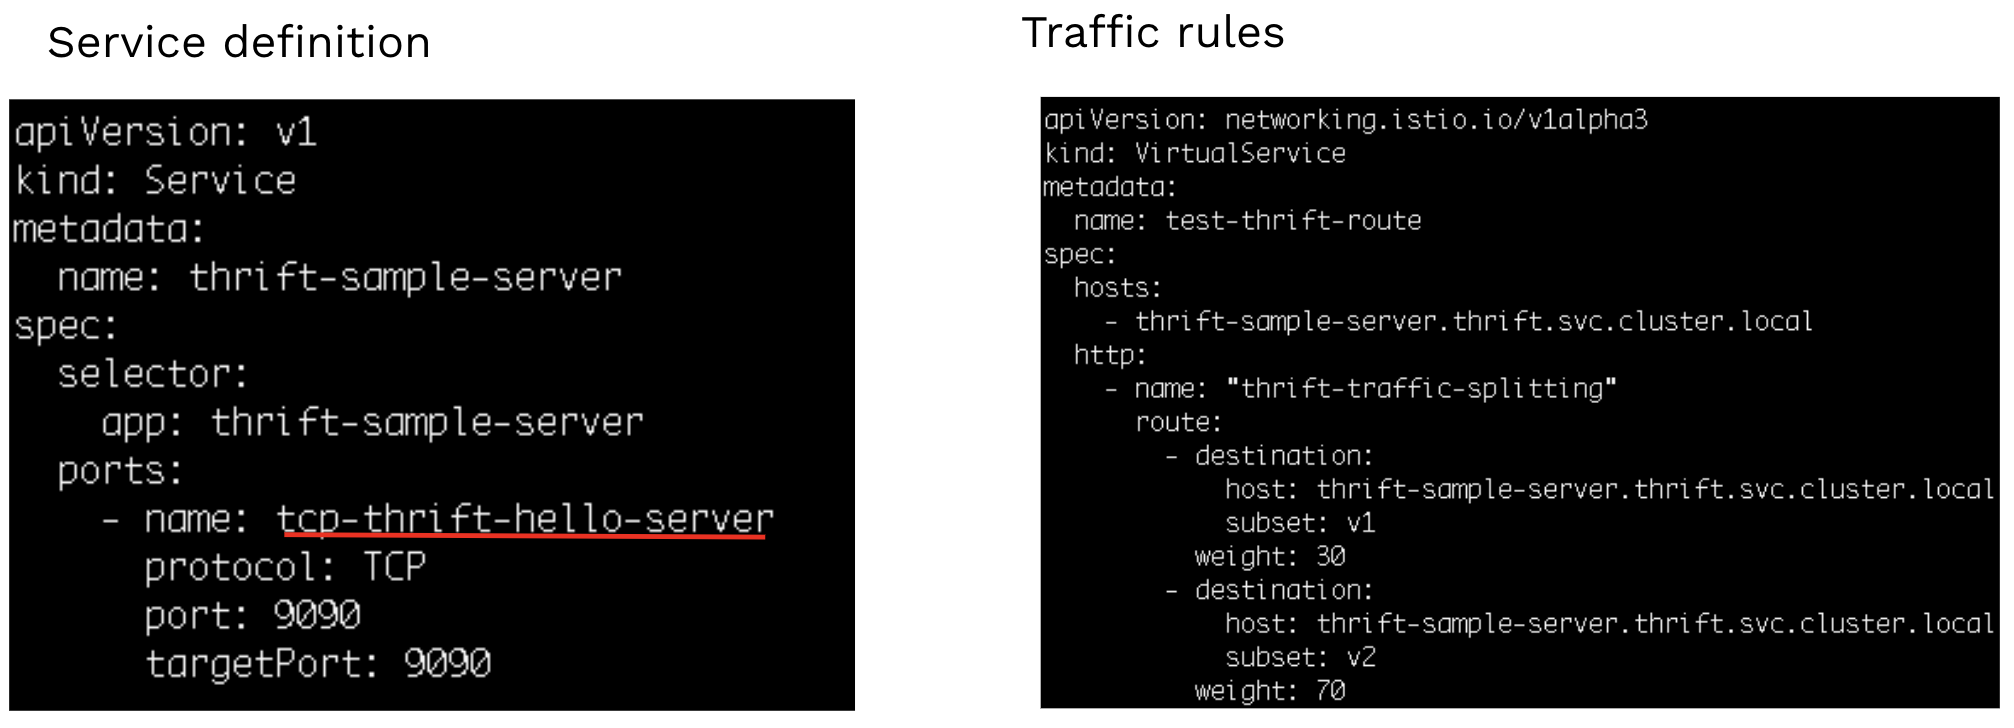 Service definition
apiVersion: v1
kind: Service
metadata:
  name: thrift-sample-server
spec:
  selector:
    app: thrift-sample-server
  ports:
    - name: tcp-thrift-hello-server
      protocol: TCP
      port: 9090
      targetPort: 9090
Traffic rules
apiVersion: networking.istio.io/v1alpha3
kind: VirtualService
metadata:
  name: test-thrift-route
spec:
  hosts:
    - thrift-sample-server.thrift.svc.cluster.local
  http:
    - name: "thrift-traffic-splitting"
      route:
        - destination:
            host: thrift-sample-server.thrift.svc.cluster.local
            subset: v1
          weight: 30
        - destination:
            host: thrift-sample-server.thrift.svc.cluster.local
            subset: v2
          weight: 70